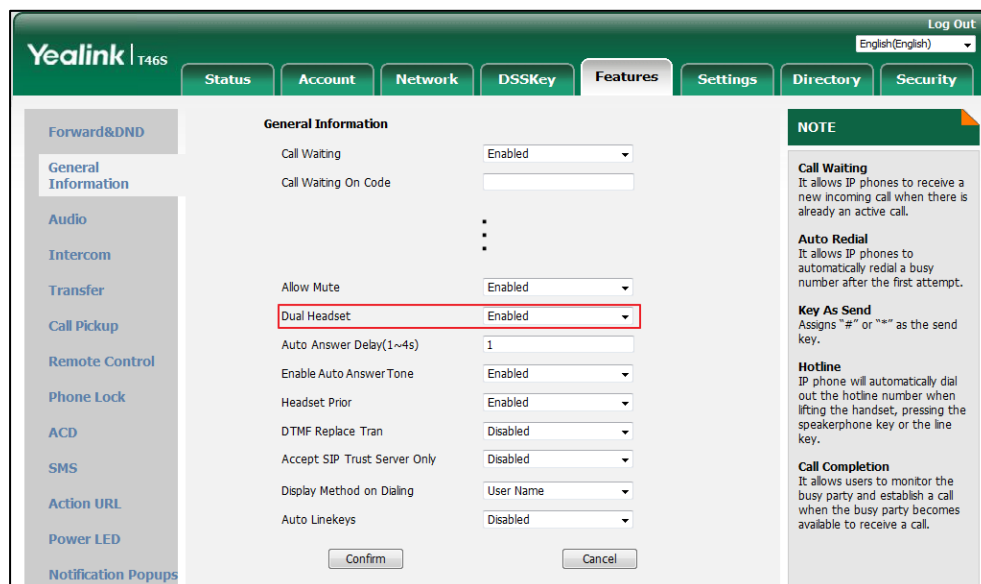 Log Out
Yealink | T46S
English(English)
Status Account Network DSSKey Features Settings Directory Security
Forward&DND
General
Information
Audio
Intercom
Transfer
Call Pickup
Remote Control
Phone Lock
ACD
SMS
Action URL
Power LED
Notification Popups
General Information
Call Waiting Enabled
Call Waiting On Code
Allow Mute Enabled
Dual Headset Enabled
Auto Answer Delay(1~4s) 1
Enable Auto Answer Tone Enabled
Headset Prior Enabled
DTMF Replace Tran Disabled
Accept SIP Trust Server Only Disabled
Display Method on Dialing User Name
Auto Linekeys Disabled
Confirm Cancel
NOTE
Call Waiting
It allows IP phones to receive a
new incoming call when there is
already an active call.
Auto Redial
It allows IP phones to
automatically redial a busy
number after the first attempt.
Key As Send
Assigns "#" or "*" as the send
key.
Hotline
IP phone will automatically dial
out the hotline number when
lifting the handset, pressing the
speakerphone key or the line
key.
Call Completion
It allows users to monitor the
busy party and establish a call
when the busy party becomes
available to receive a call.